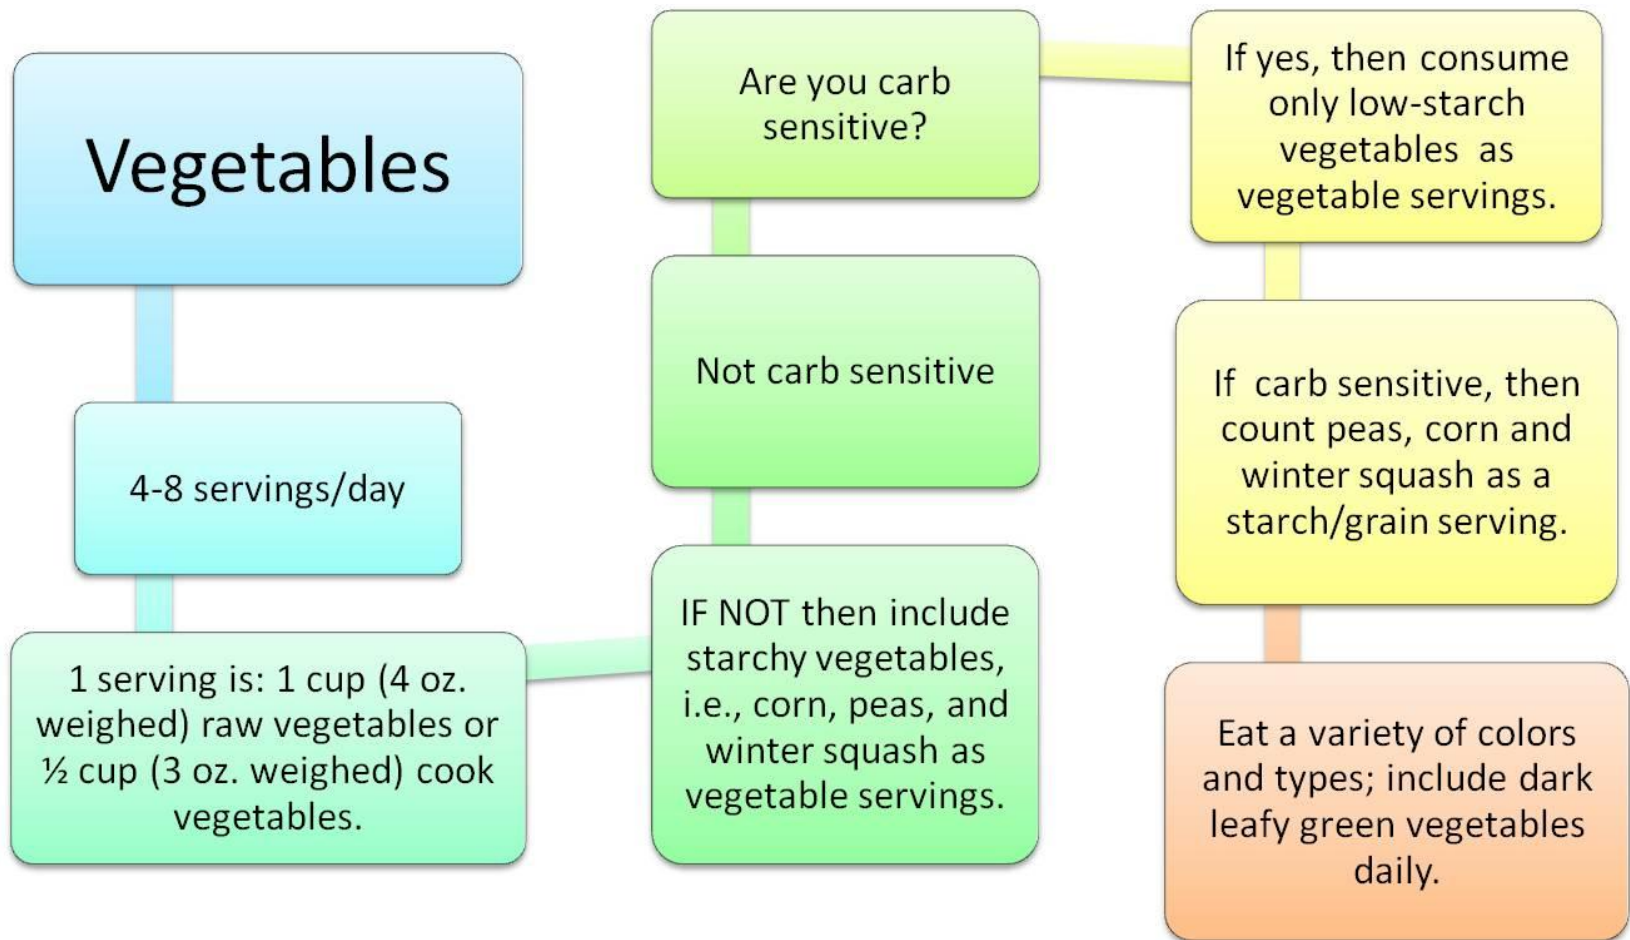 Vegetables
4-8 servings/day
1 serving is: 1 cup (4 oz.
weighed) raw vegetables or
½ cup (3 oz. weighed) cook
vegetables.
Are you carb
sensitive?
Not carb sensitive
IF NOT then include
starchy vegetables,
i.e., corn, peas, and
winter squash as
vegetable servings.
If yes, then consume
only low-starch
vegetables as
vegetable servings.
If carb sensitive, then
count peas, corn and
winter squash as a
starch/grain serving.
Eat a variety of colors
and types; include dark
leafy green vegetables
daily.